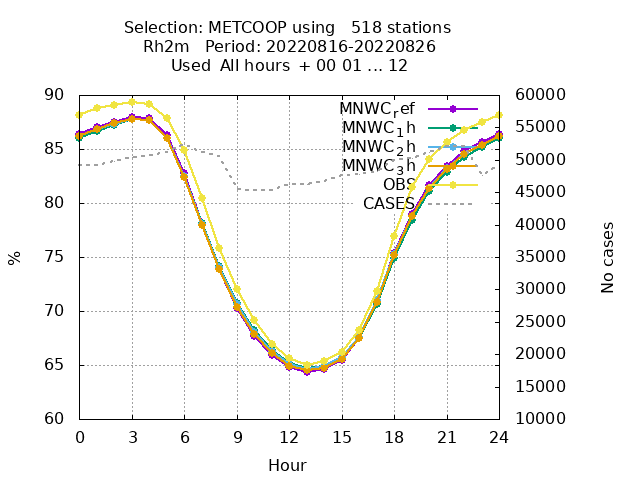 Selection: METCOOP using 518 stations
Rh2m Period: 20220816-20220826
Used All hours + 00 01 ... 12
90
85
80
75
70
65
60
%
60000
55000
50000
45000
40000
35000
30000
25000
20000
15000
10000
No cases
MNWC_ref
MNWC_1h
MNWC_2h
MNWC_3h
OBS
CASES
0 3 6 9 12 15 18 21 24
Hour